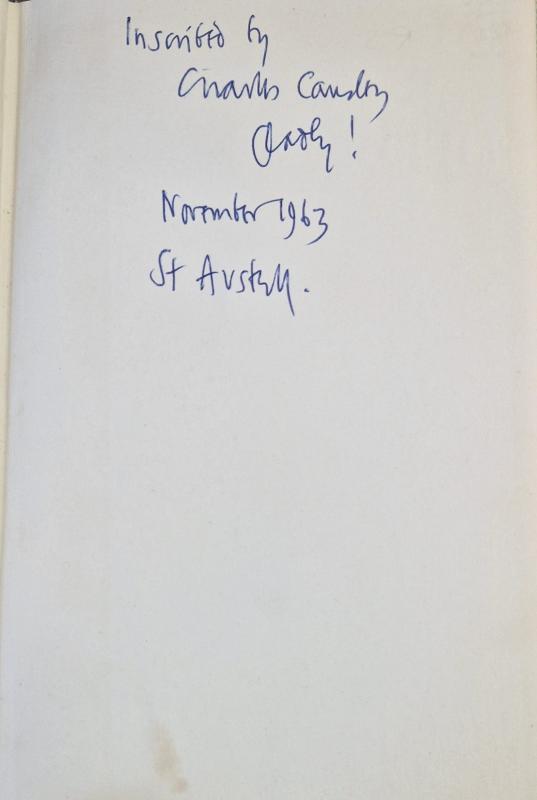 Inscribed by
Charles Causley
November 1963
St Austell.